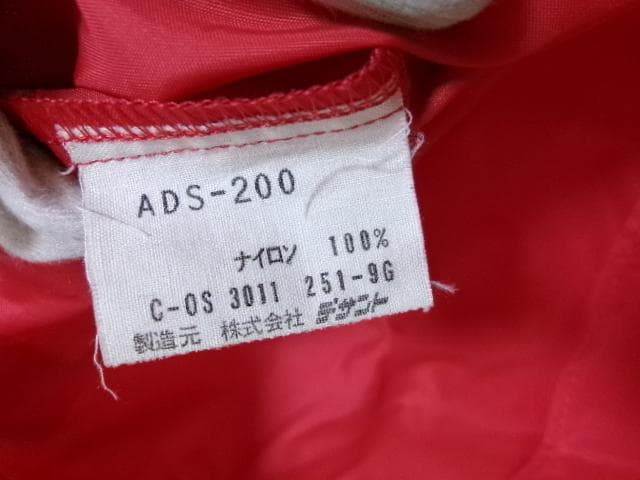 ADS-200
ナイロン 100%
C-OS 3011 251-9G
製造元 株式会社 デサント